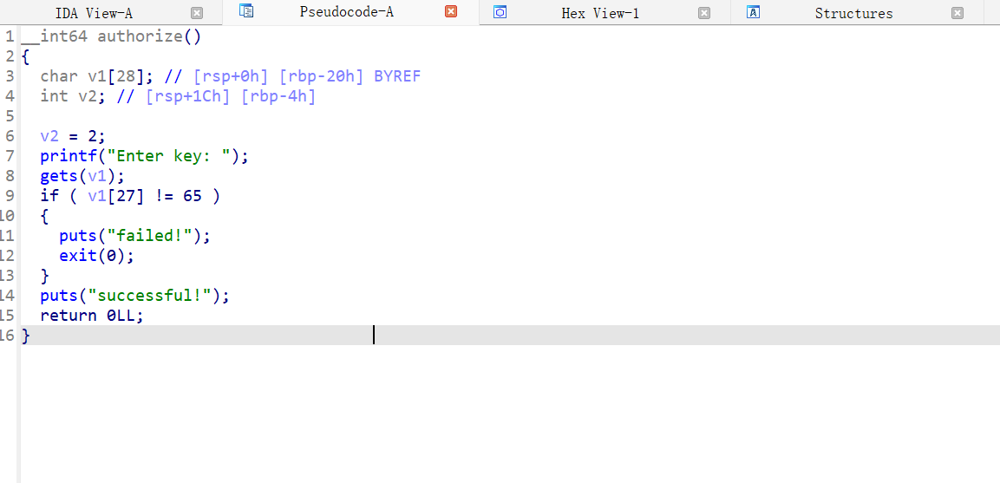 IDA View-A Pseudocode-A Hex View-1 Structures
1 __int64 authorize()
2 {
3 char v1[28]; // [rsp+0h] [rbp-20h] BYREF
4 int v2; // [rsp+1Ch] [rbp-4h]
5
6 v2 = 2;
7 printf("Enter key: ");
8 gets(v1);
9 if ( v1[27] != 65 )
10 {
11 puts("failed!");
12 exit(0);
13 }
14 puts("successful!");
15 return 0LL;
16 }